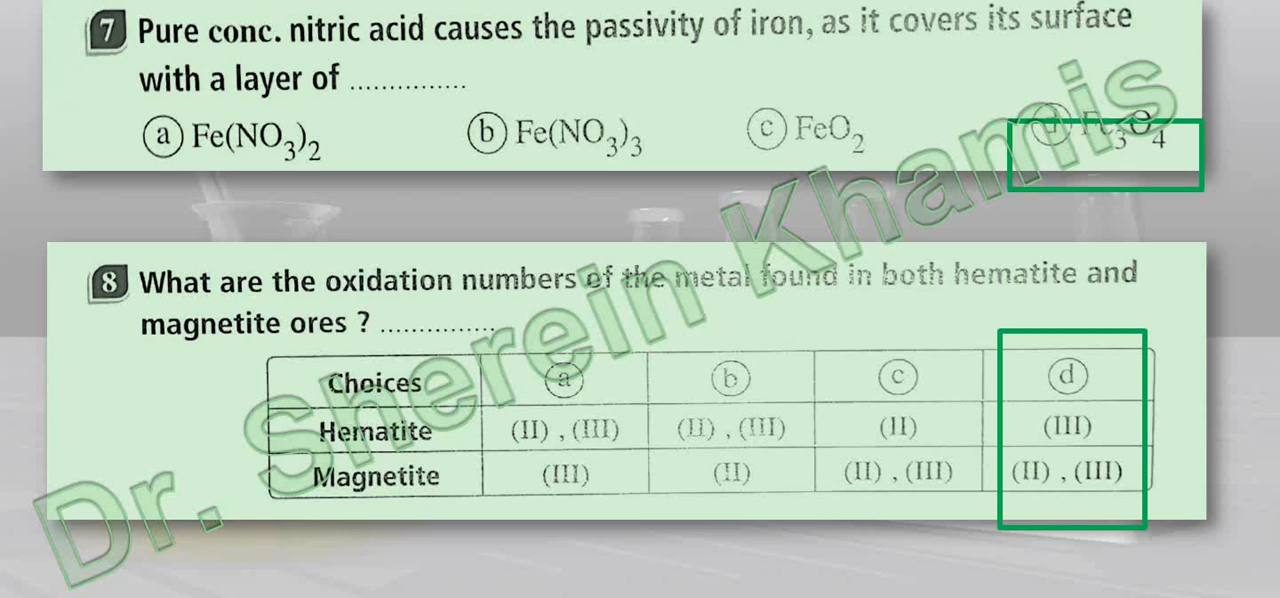 7 Pure conc. nitric acid causes the passivity of iron, as it covers its surface
with a layer of ...............
a Fe(NO₃)₂ b Fe(NO₃)₃ c FeO₂ d Fe₃O₄
8 What are the oxidation numbers of the metal found in both hematite and
magnetite ores ? ...............
Choices a b c d
Hematite (II) , (III) (II) , (III) (II) (III)
Magnetite (III) (II) (II) , (III) (II) , (III)
Dr. Sherein Khamis